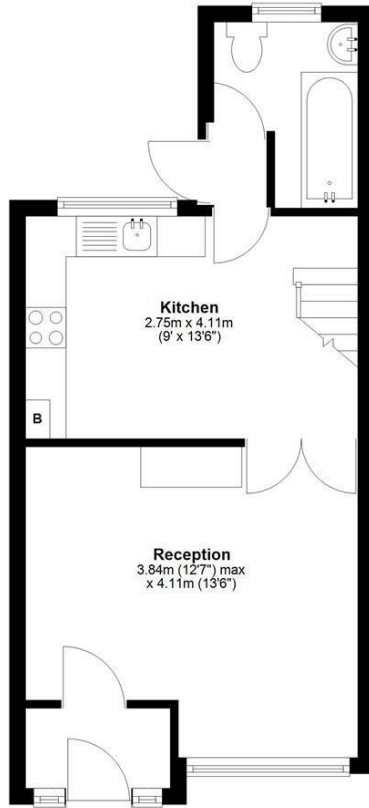 Kitchen
2.75m x 4.11m
(9' x 13'6")
B
Reception
3.84m (12'7") max
x 4.11m (13'6")